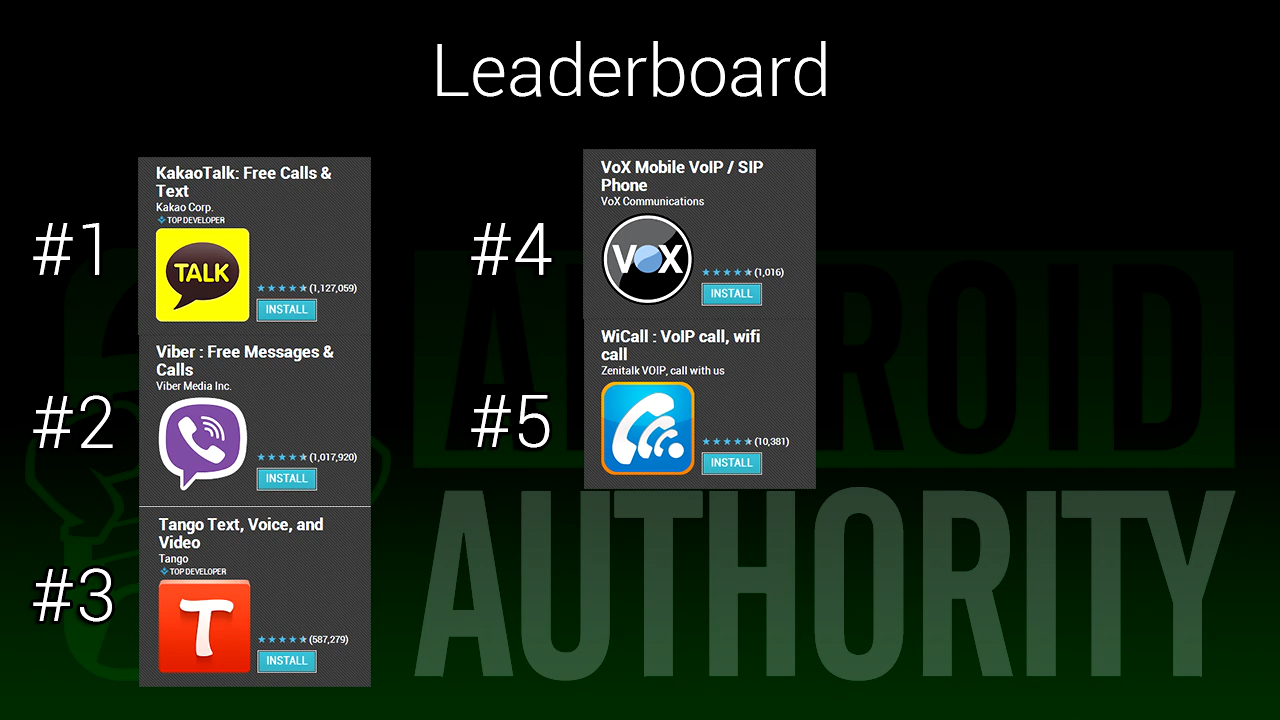 Leaderboard
#1
KakaoTalk: Free Calls &
Text
Kakao Corp.
TOP DEVELOPER
TALK
(1,127,059)
INSTALL
#2
Viber : Free Messages &
Calls
Viber Media Inc.
(1,017,920)
INSTALL
#3
Tango Text, Voice, and
Video
Tango
TOP DEVELOPER
T
(587,279)
INSTALL
#4
VoX Mobile VoIP / SIP
Phone
VoX Communications
VOX
(1,016)
INSTALL
#5
WiCall : VoIP call, wifi
call
Zenitalk VOIP, call with us
(10,381)
INSTALL
ANDROID
AUTHORITY